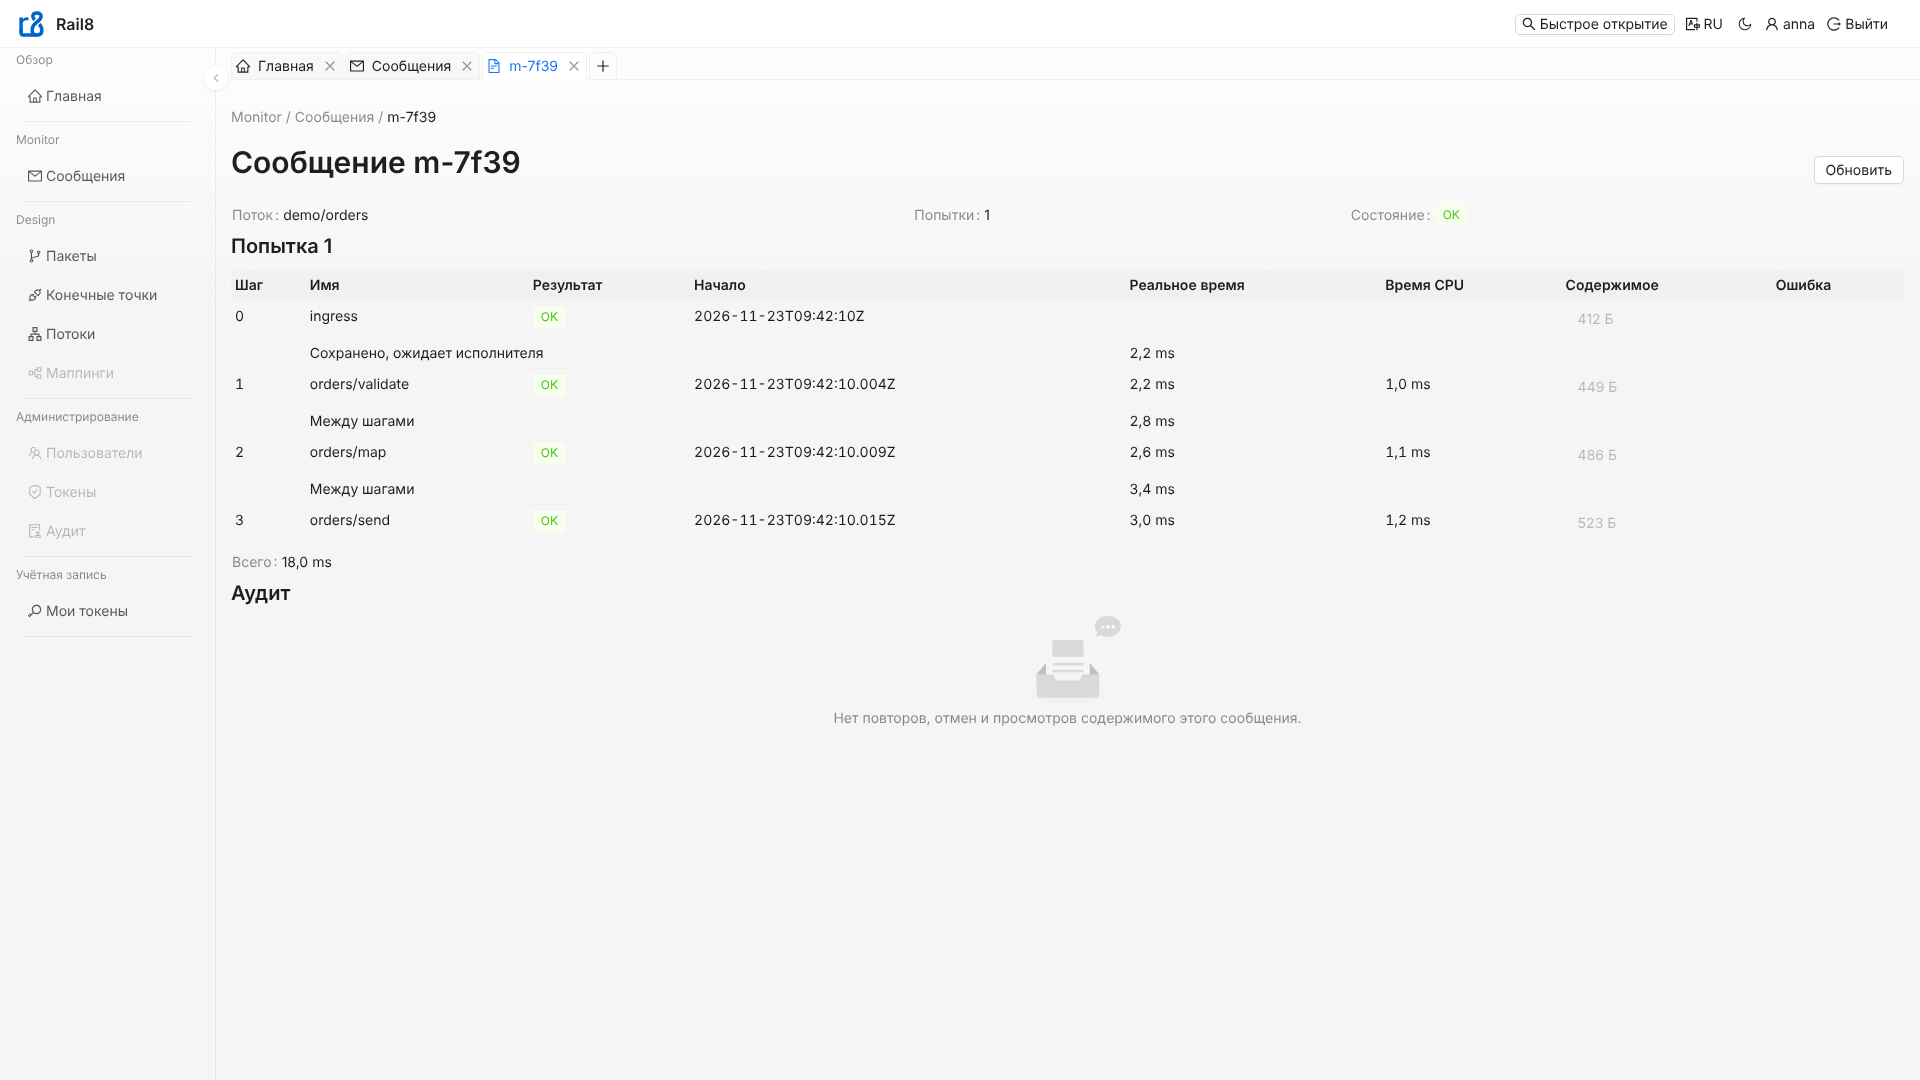 Rail8
Быстрое открытие RU anna Выйти
Обзор
Главная
Monitor
Сообщения
Design
Пакеты
Конечные точки
Потоки
Маппинги
Администрирование
Пользователи
Токены
Аудит
Учётная запись
Мои токены
Главная Сообщения m-7f39
Monitor / Сообщения / m-7f39
Сообщение m-7f39
Обновить
Поток: demo/orders Попытки: 1 Состояние: OK
Попытка 1
Шаг Имя Результат Начало Реальное время Время CPU Содержимое Ошибка
0 ingress OK 2026-11-23T09:42:10Z 412 Б
Сохранено, ожидает исполнителя 2,2 ms
1 orders/validate OK 2026-11-23T09:42:10.004Z 2,2 ms 1,0 ms 449 Б
Между шагами 2,8 ms
2 orders/map OK 2026-11-23T09:42:10.009Z 2,6 ms 1,1 ms 486 Б
Между шагами 3,4 ms
3 orders/send OK 2026-11-23T09:42:10.015Z 3,0 ms 1,2 ms 523 Б
Всего: 18,0 ms
Аудит
Нет повторов, отмен и просмотров содержимого этого сообщения.